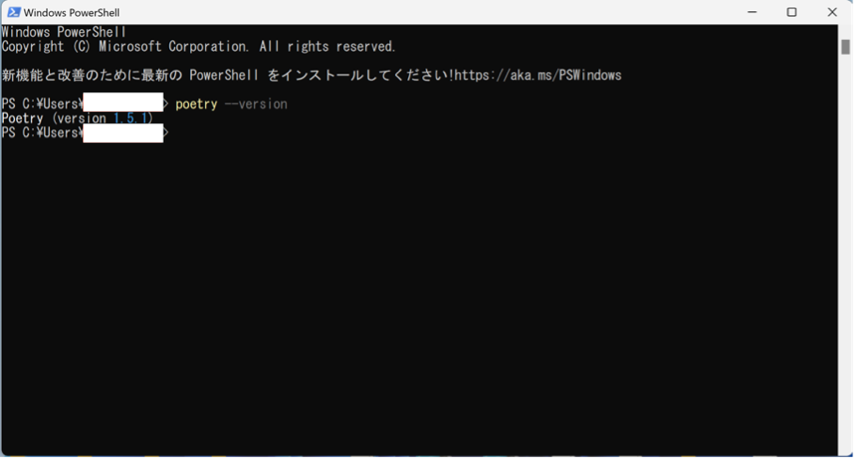 Windows PowerShell
Windows PowerShell
Copyright (C) Microsoft Corporation. All rights reserved.
新機能と改善のために最新の PowerShell をインストールしてください!https://aka.ms/PSWindows
PS C:¥Users¥> poetry --version
Poetry (version 1.5.1)
PS C:¥Users¥>